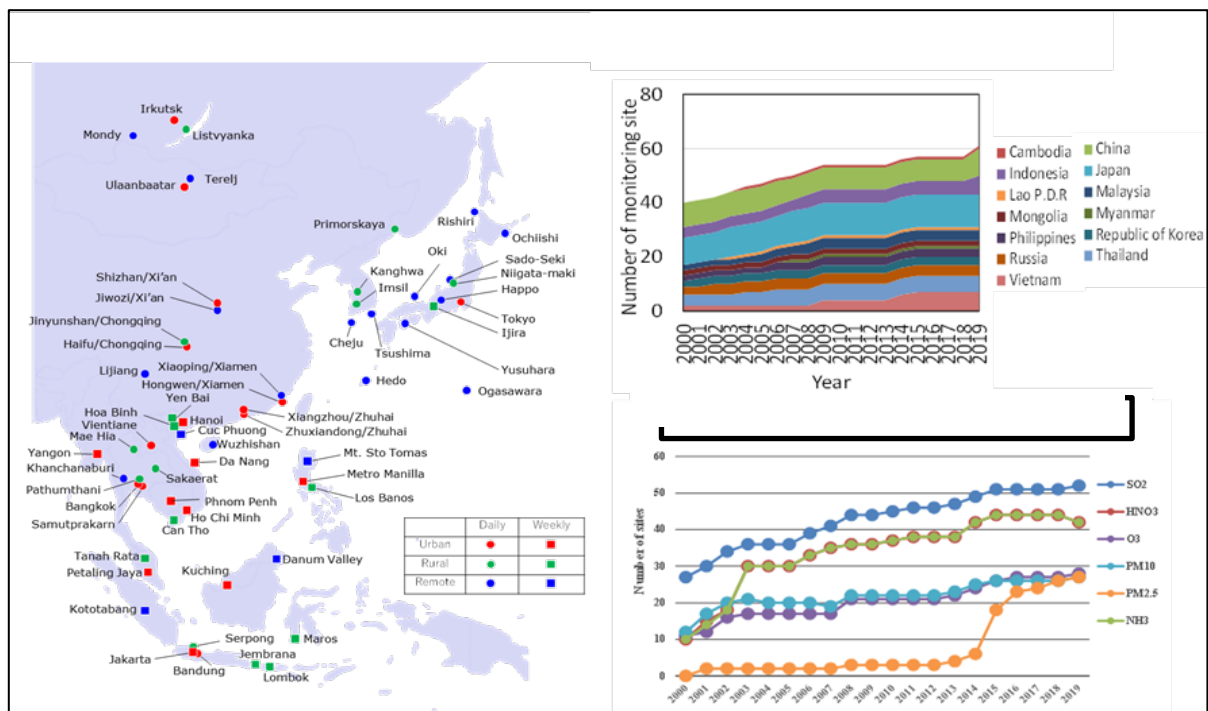 Irkutsk
Mondy
Listvyanka
Ulaanbaatar
Terelj
Primorskaya
Rishiri
Ochiishi
Oki
Kanghwa
Sado-Seki
Niigata-maki
Imsil
Happo
Shizhan/Xi'an
Jiwozi/Xi'an
Tokyo
Ijira
Jinyunshan/Chongqing
Haifu/Chongqing
Cheju
Tsushima
Yusuhara
Lijiang
Xiaoping/Xiamen
Hongwen/Xiamen
Hedo
Ogasawara
Yen Bai
Hoa Binh
Hanoi
Xiangzhou/Zhuhai
Vientiane
Cuc Phuong
Zhuxiandong/Zhuhai
Mae Hia
Wuzhishan
Yangon
Da Nang
Mt. Sto Tomas
Khanchanaburi
Sakaerat
Metro Manilla
Pathumthani
Los Banos
Bangkok
Phnom Penh
Samutprakarn
Ho Chi Minh
Can Tho
Daily Weekly
Urban
Rural
Remote
Tanah Rata
Danum Valley
Petaling Jaya
Kuching
Kototabang
Serpong
Maros
Jakarta
Jembrana
Bandung
Lombok
Number of monitoring site
80
60
40
20
0
2000 2001 2002 2003 2004 2005 2006 2007 2008 2009 2010 2011 2012 2013 2014 2015 2016 2017 2018 2019
Year
Cambodia
China
Indonesia
Japan
Lao P.D.R
Malaysia
Mongolia
Myanmar
Philippines
Republic of Korea
Russia
Thailand
Vietnam
Number of sites
60
50
40
30
20
10
0
2000 2001 2002 2003 2004 2005 2006 2007 2008 2009 2010 2011 2012 2013 2014 2015 2016 2017 2018 2019
SO2
HNO3
O3
PM10
PM2.5
NH3